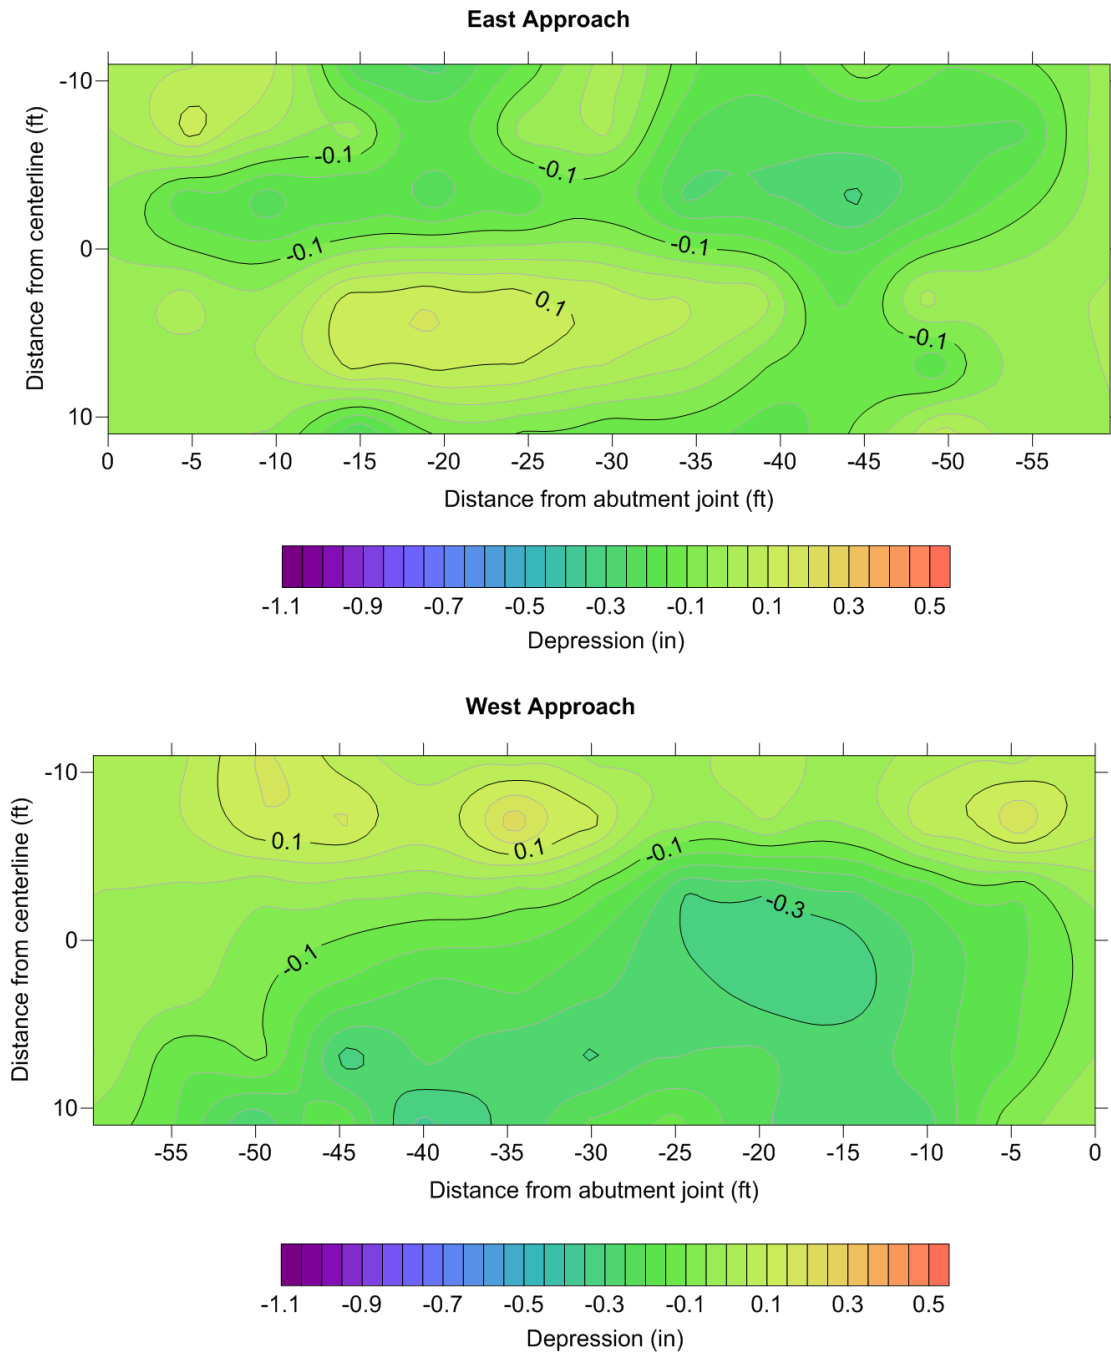 East Approach
-10
0
10
Distance from centerline (ft)
-0.1
-0.1
-0.1
-0.1
0.1
-0.1
0 -5 -10 -15 -20 -25 -30 -35 -40 -45 -50 -55
Distance from abutment joint (ft)
-1.1 -0.9 -0.7 -0.5 -0.3 -0.1 0.1 0.3 0.5
Depression (in)
West Approach
-10
0
10
Distance from centerline (ft)
0.1
0.1
-0.1
-0.3
-0.1
-55 -50 -45 -40 -35 -30 -25 -20 -15 -10 -5 0
Distance from abutment joint (ft)
-1.1 -0.9 -0.7 -0.5 -0.3 -0.1 0.1 0.3 0.5
Depression (in)